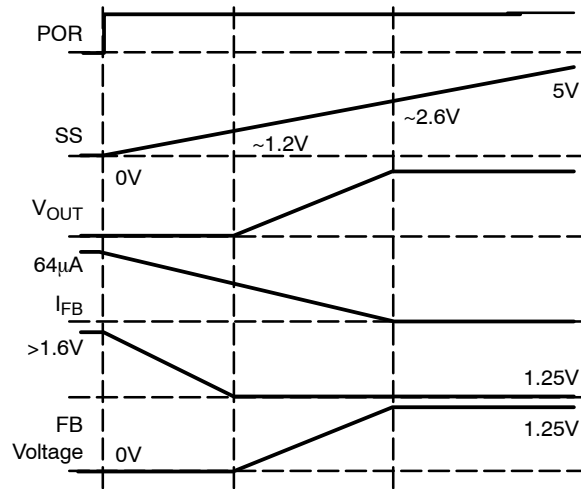 POR
5V
~2.6V
SS
~1.2V
0V
VOUT
64μA
IFB
>1.6V
1.25V
FB
1.25V
Voltage
0V